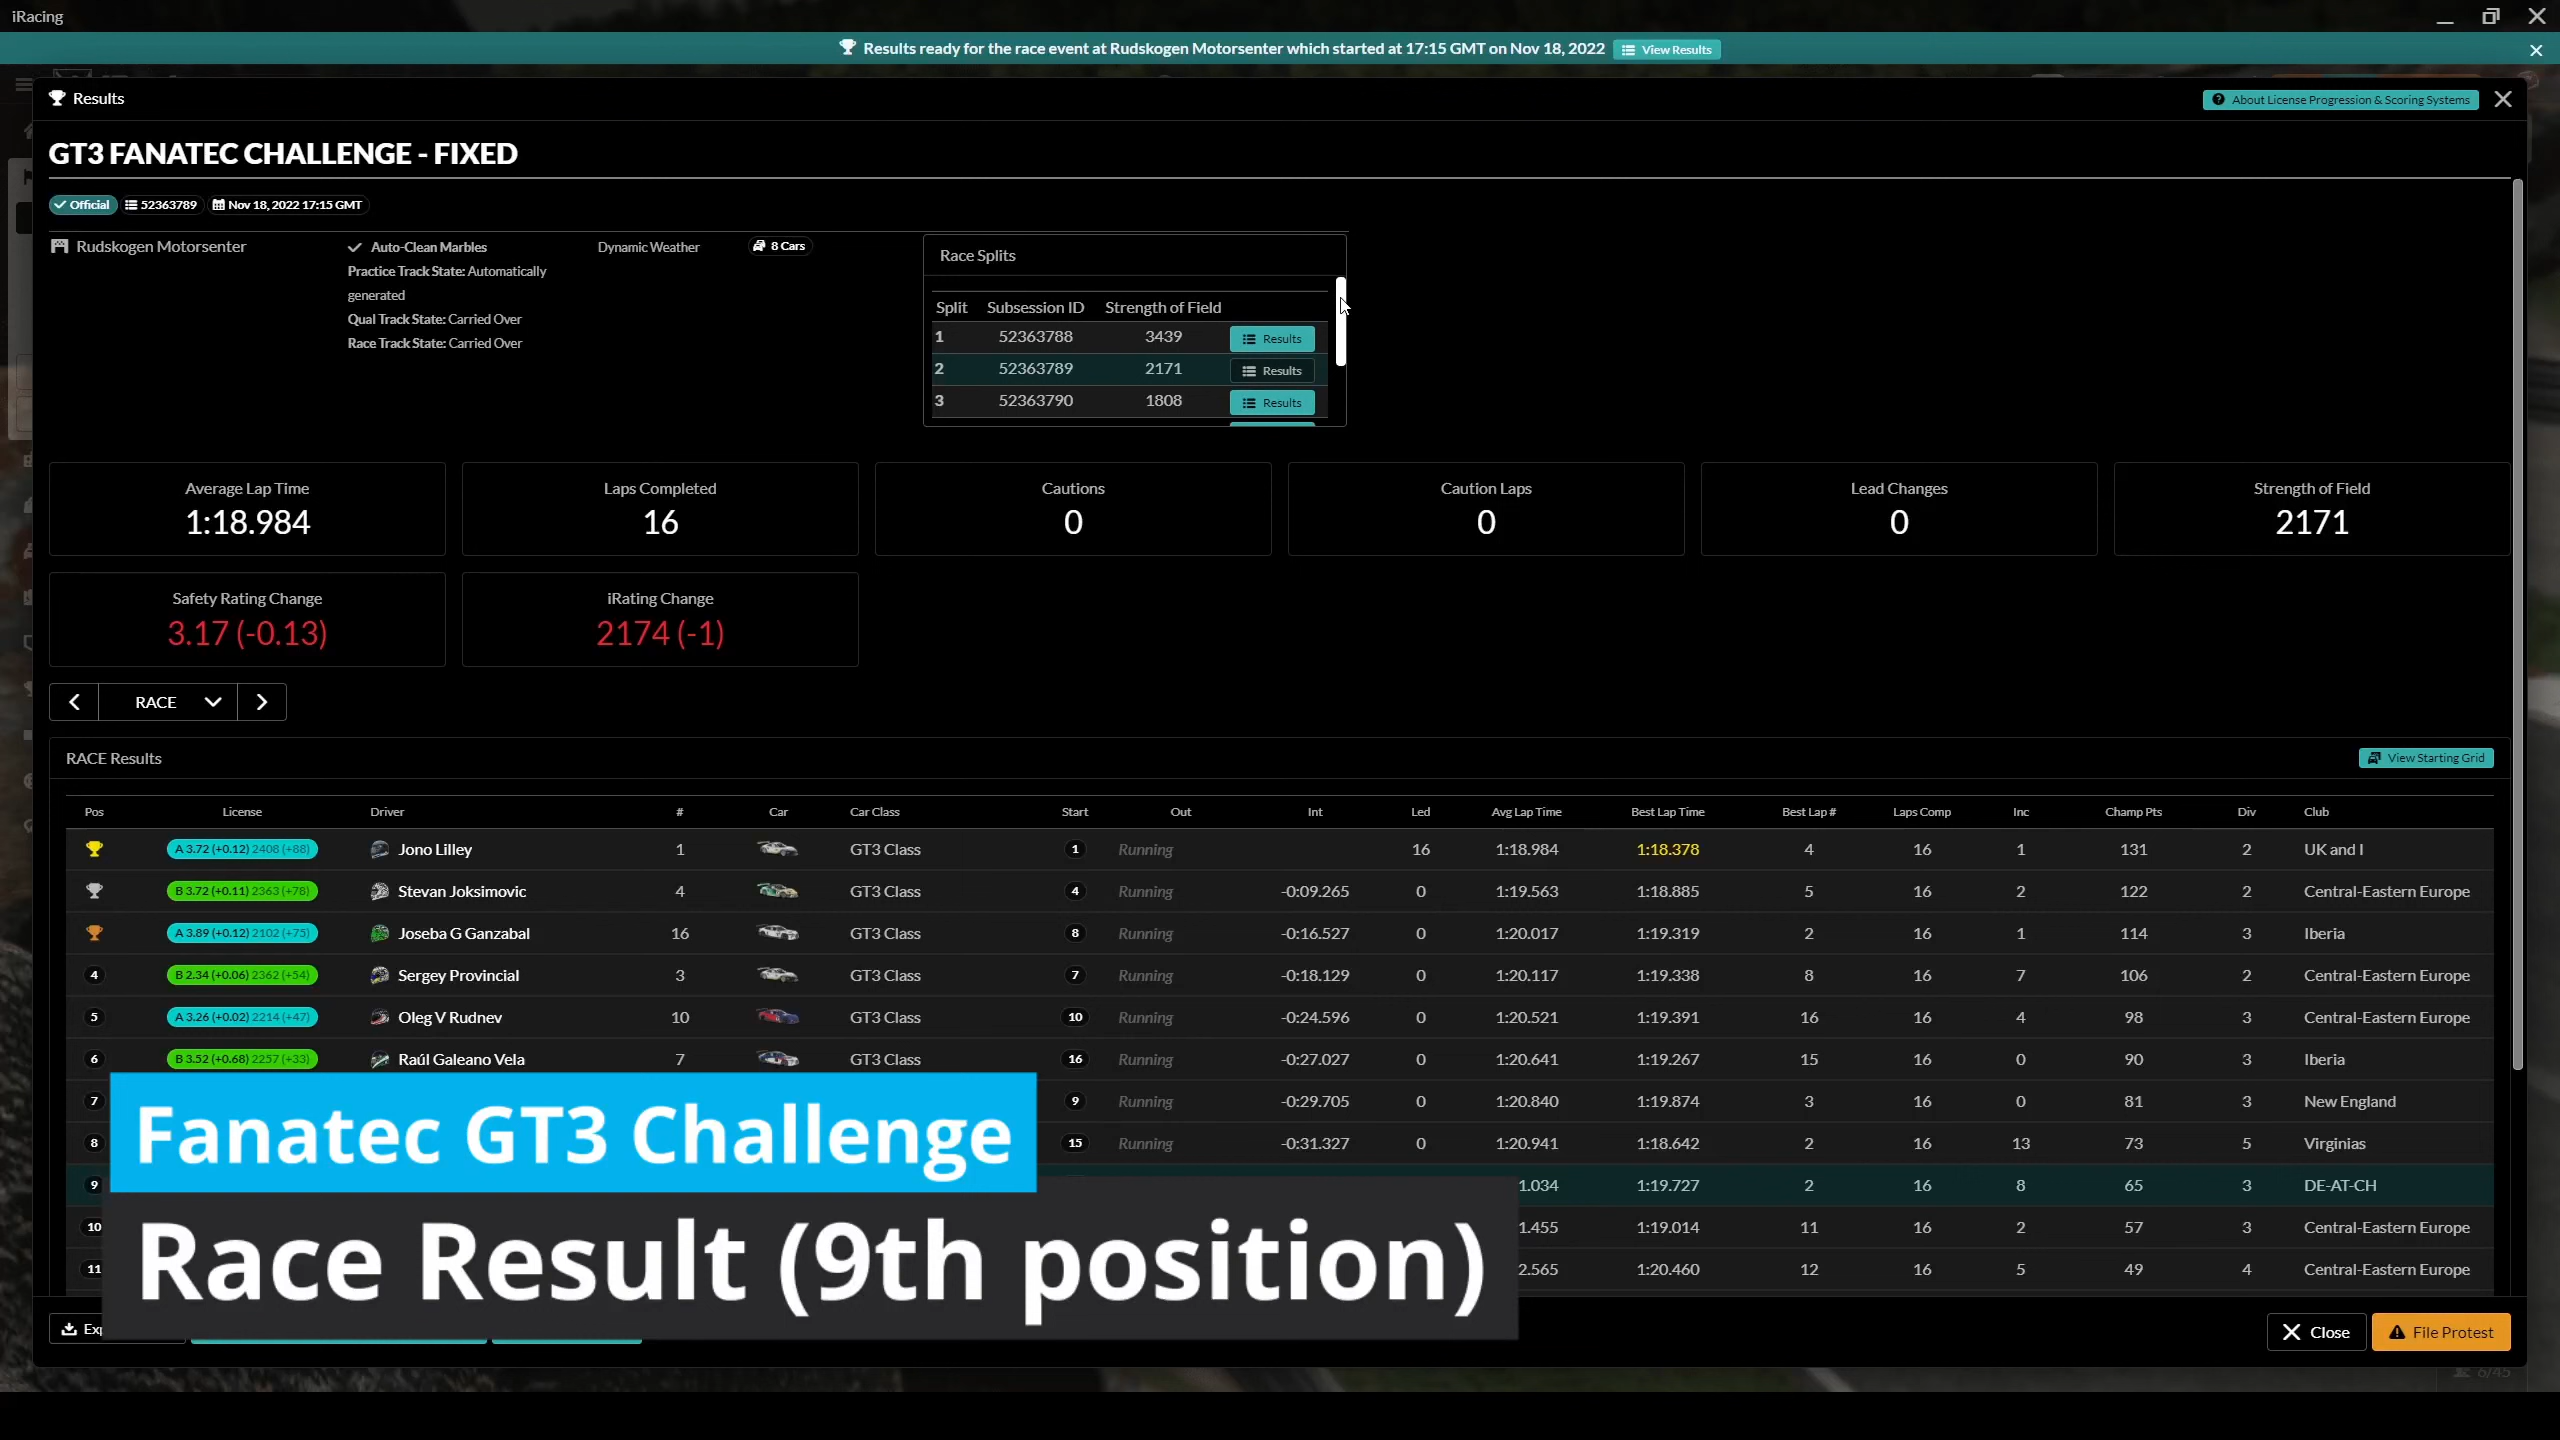 iRacing
Results ready for the race event at Rudskogen Motorsenter which started at 17:15 GMT on Nov 18, 2022 View Results
Results
About License Progression & Scoring Systems
GT3 FANATEC CHALLENGE - FIXED
Official 52363789 Nov 18, 2022 17:15 GMT
Rudskogen Motorsenter
Auto-Clean Marbles
Practice Track State: Automatically
generated
Qual Track State: Carried Over
Race Track State: Carried Over
Dynamic Weather
8 Cars
Race Splits
Split Subsession ID Strength of Field
1 52363788 3439 Results
2 52363789 2171 Results
3 52363790 1808 Results
Average Lap Time
1:18.984
Laps Completed
16
Cautions
0
Caution Laps
0
Lead Changes
0
Strength of Field
2171
Safety Rating Change
3.17 (-0.13)
iRating Change
2174 (-1)
RACE
RACE Results
View Starting Grid
Pos License Driver # Car Car Class Start Out Int Led Avg Lap Time Best Lap Time Best Lap # Laps Comp Inc Champ Pts Div Club
A 3.72 (+0.12) 2408 (+88) Jono Lilley 1 GT3 Class 1 Running 16 1:18.984 1:18.378 4 16 1 131 2 UK and I
B 3.72 (+0.11) 2363 (+78) Stevan Joksimovic 4 GT3 Class 4 Running -0:09.265 0 1:19.563 1:18.885 5 16 2 122 2 Central-Eastern Europe
A 3.89 (+0.12) 2102 (+75) Joseba G Ganzabal 16 GT3 Class 8 Running -0:16.527 0 1:20.017 1:19.319 2 16 1 114 3 Iberia
4 B 2.34 (+0.06) 2362 (+54) Sergey Provincial 3 GT3 Class 7 Running -0:18.129 0 1:20.117 1:19.338 8 16 7 106 2 Central-Eastern Europe
5 A 3.26 (+0.02) 2214 (+47) Oleg V Rudnev 10 GT3 Class 10 Running -0:24.596 0 1:20.521 1:19.391 16 16 4 98 3 Central-Eastern Europe
6 B 3.52 (+0.68) 2257 (+33) Raúl Galeano Vela 7 GT3 Class 16 Running -0:27.027 0 1:20.641 1:19.267 15 16 0 90 3 Iberia
7 9 Running -0:29.705 0 1:20.840 1:19.874 3 16 0 81 3 New England
8 15 Running -0:31.327 0 1:20.941 1:18.642 2 16 13 73 5 Virginias
9 1.034 1:19.727 2 16 8 65 3 DE-AT-CH
10 1.455 1:19.014 11 16 2 57 3 Central-Eastern Europe
11 2.565 1:20.460 12 16 5 49 4 Central-Eastern Europe
Fanatec GT3 Challenge
Race Result (9th position)
Exp
Close
File Protest
6/45